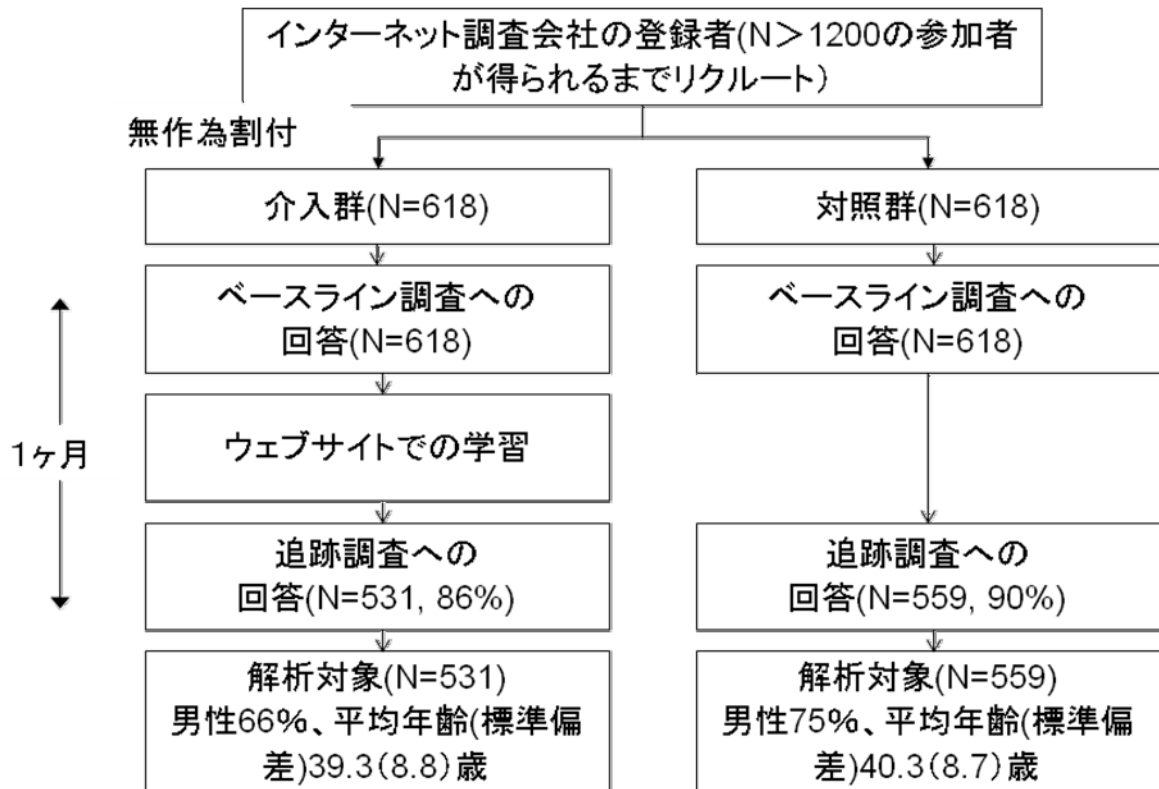 インターネット調査会社の登録者(N＞1200の参加者
が得られるまでリクルート）
無作為割付
介入群(N=618)
対照群(N=618)
ベースライン調査への
回答(N=618)
ベースライン調査への
回答(N=618)
1ヶ月
ウェブサイトでの学習
追跡調査への
回答(N=531, 86%)
追跡調査への
回答(N=559, 90%)
解析対象(N=531)
男性66%、平均年齢(標準偏
差)39.3（8.8）歳
解析対象(N=559)
男性75%、平均年齢(標準偏
差)40.3（8.7）歳